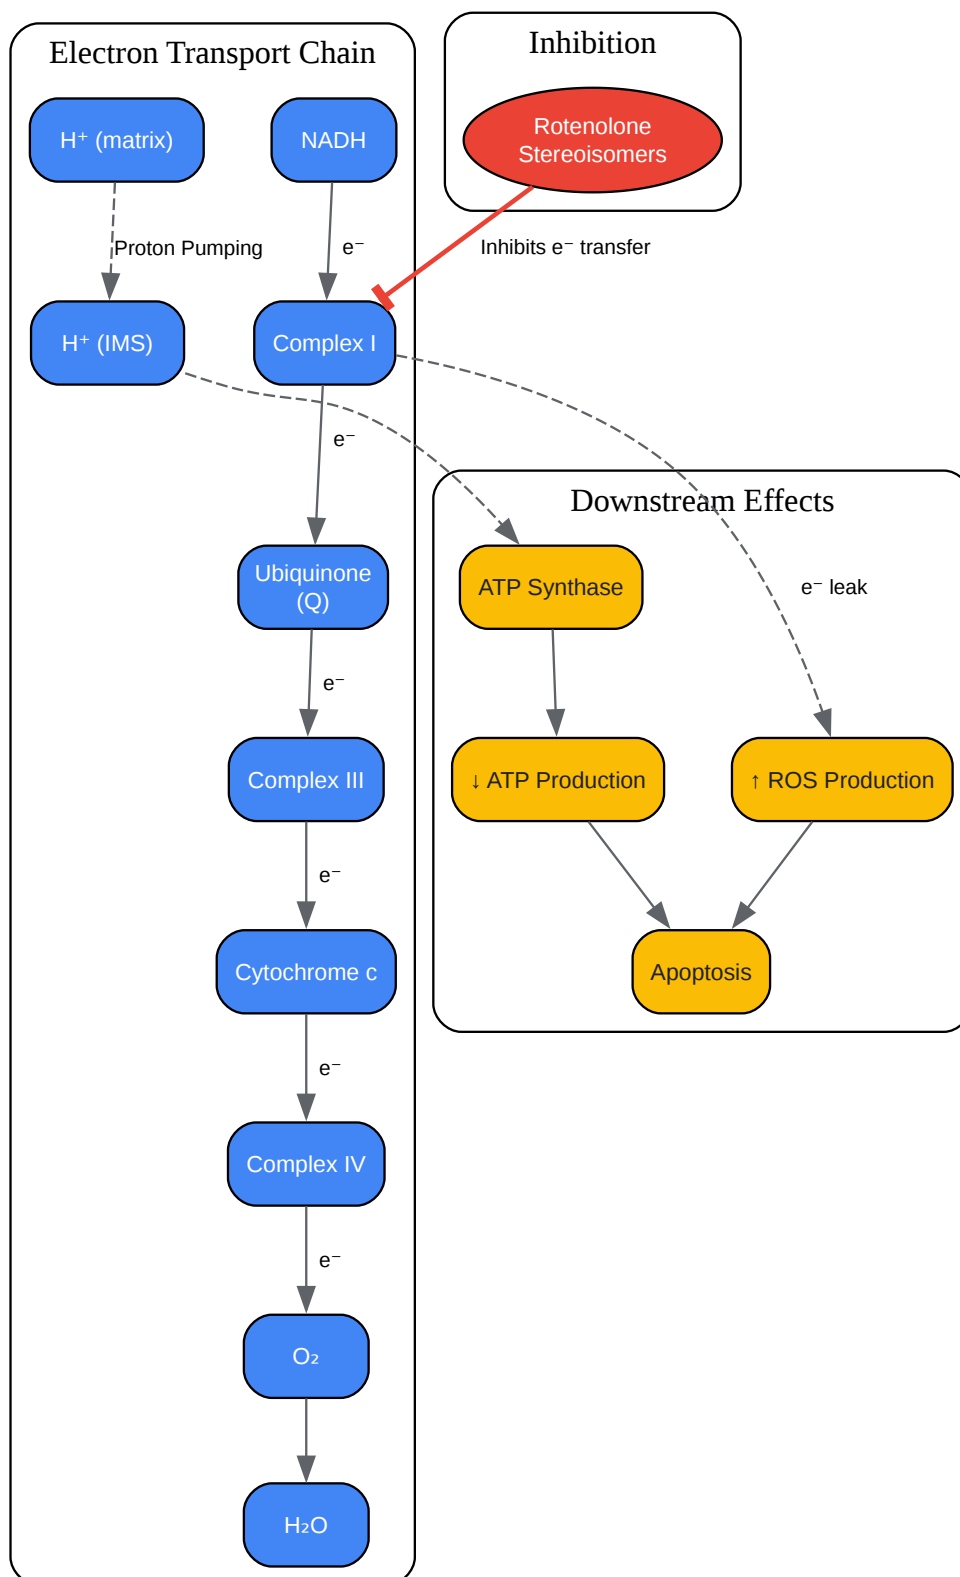 Electron Transport Chain
Inhibition
H⁺ (matrix)
NADH
Rotenolone
Stereoisomers
Proton Pumping
e⁻
Inhibits e⁻ transfer
H⁺ (IMS)
Complex I
e⁻
Downstream Effects
Ubiquinone
(Q)
ATP Synthase
e⁻ leak
e⁻
Complex III
↓ ATP Production
↑ ROS Production
e⁻
Cytochrome c
Apoptosis
e⁻
Complex IV
e⁻
O₂
H₂O